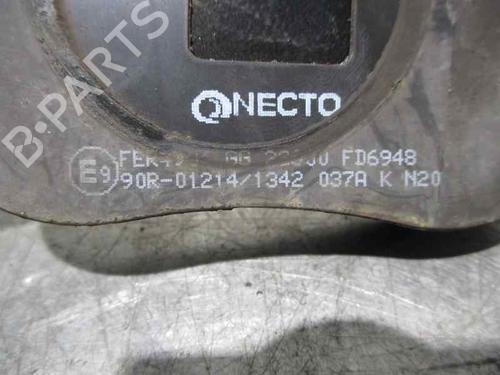 B-PARTS
NECTO
FD6948
E9 90R-01214/1342 037A K N20